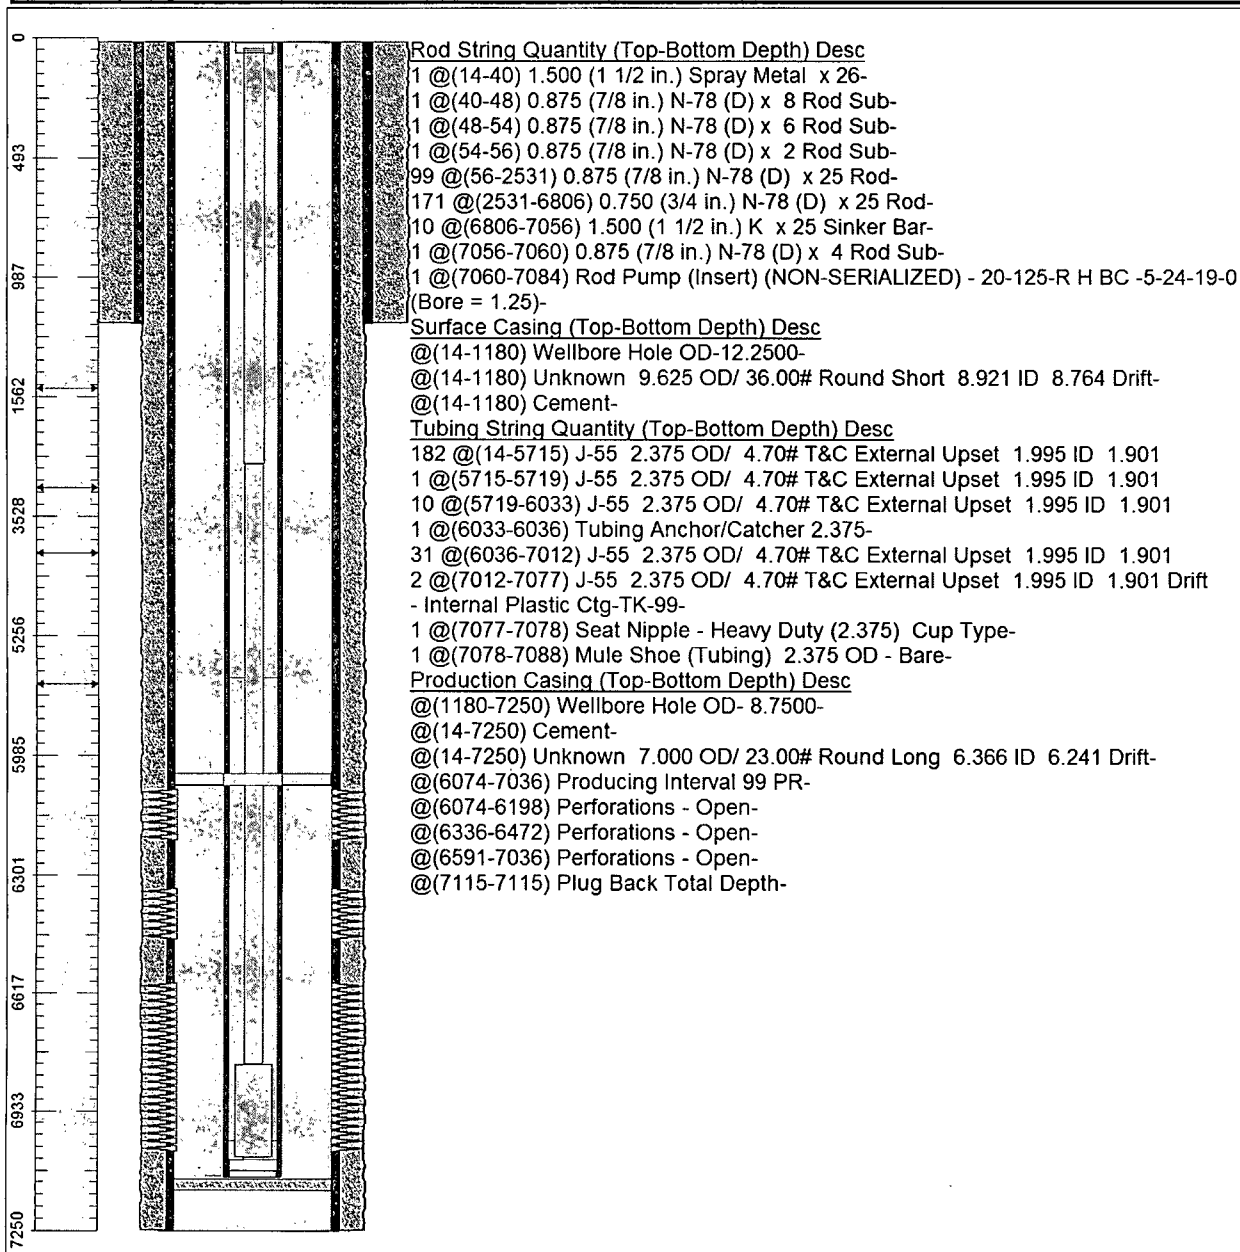 0
493
987
1562
3528
5256
5985
6301
6617
6933
7250
Rod String Quantity (Top-Bottom Depth) Desc
1 @(14-40) 1.500 (1 1/2 in.) Spray Metal x 26-
1 @(40-48) 0.875 (7/8 in.) N-78 (D) x 8 Rod Sub-
1 @(48-54) 0.875 (7/8 in.) N-78 (D) x 6 Rod Sub-
1 @(54-56) 0.875 (7/8 in.) N-78 (D) x 2 Rod Sub-
99 @(56-2531) 0.875 (7/8 in.) N-78 (D) x 25 Rod-
171 @(2531-6806) 0.750 (3/4 in.) N-78 (D) x 25 Rod-
10 @(6806-7056) 1.500 (1 1/2 in.) K x 25 Sinker Bar-
1 @(7056-7060) 0.875 (7/8 in.) N-78 (D) x 4 Rod Sub-
1 @(7060-7084) Rod Pump (Insert) (NON-SERIALIZED) - 20-125-R H BC -5-24-19-0
(Bore = 1.25)-
Surface Casing (Top-Bottom Depth) Desc
@(14-1180) Wellbore Hole OD-12.2500-
@(14-1180) Unknown 9.625 OD/ 36.00# Round Short 8.921 ID 8.764 Drift-
@(14-1180) Cement-
Tubing String Quantity (Top-Bottom Depth) Desc
182 @(14-5715) J-55 2.375 OD/ 4.70# T&C External Upset 1.995 ID 1.901
1 @(5715-5719) J-55 2.375 OD/ 4.70# T&C External Upset 1.995 ID 1.901
10 @(5719-6033) J-55 2.375 OD/ 4.70# T&C External Upset 1.995 ID 1.901
1 @(6033-6036) Tubing Anchor/Catcher 2.375-
31 @(6036-7012) J-55 2.375 OD/ 4.70# T&C External Upset 1.995 ID 1.901
2 @(7012-7077) J-55 2.375 OD/ 4.70# T&C External Upset 1.995 ID 1.901 Drift
- Internal Plastic Ctg-TK-99-
1 @(7077-7078) Seat Nipple - Heavy Duty (2.375) Cup Type-
1 @(7078-7088) Mule Shoe (Tubing) 2.375 OD - Bare-
Production Casing (Top-Bottom Depth) Desc
@(1180-7250) Wellbore Hole OD- 8.7500-
@(14-7250) Cement-
@(14-7250) Unknown 7.000 OD/ 23.00# Round Long 6.366 ID 6.241 Drift-
@(6074-7036) Producing Interval 99 PR-
@(6074-6198) Perforations - Open-
@(6336-6472) Perforations - Open-
@(6591-7036) Perforations - Open-
@(7115-7115) Plug Back Total Depth-